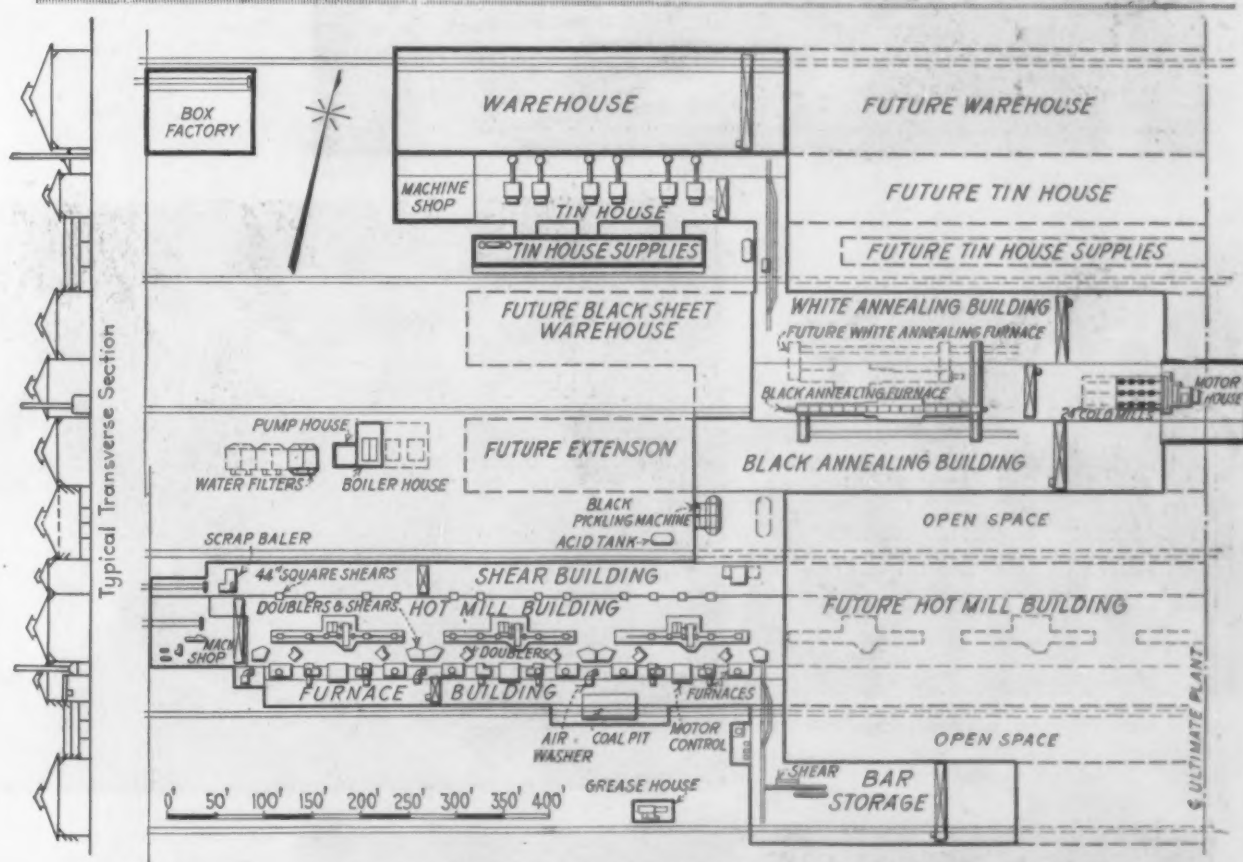 BOX
FACTORY
WAREHOUSE
FUTURE WAREHOUSE
MACHINE
SHOP
TIN HOUSE
FUTURE TIN HOUSE
TIN HOUSE SUPPLIES
FUTURE TIN HOUSE SUPPLIES
Typical Transverse Section
FUTURE BLACK SHEET
WAREHOUSE
WHITE ANNEALING BUILDING
FUTURE WHITE ANNEALING FURNACE
BLACK ANNEALING FURNACE
24 COLD MILLS
MOTOR
HOUSE
PUMP HOUSE
WATER FILTERS
BOILER HOUSE
FUTURE EXTENSION
BLACK ANNEALING BUILDING
BLACK
PICKLING MACHINE
ACID TANK
OPEN SPACE
SCRAP BALER
44" SQUARE SHEARS
SHEAR BUILDING
DOUBLERS & SHEARS
HOT MILL BUILDING
FUTURE HOT MILL BUILDING
MACH.
SHOP
DOUBLERS
FURNACE BUILDING
FURNACES
AIR
WASHER
COAL PIT
MOTOR
CONTROL
OPEN SPACE
℄ ULTIMATE PLANT
GREASE HOUSE
SHEAR
BAR
STORAGE
0' 50' 100' 150' 200' 250' 300' 350' 400'